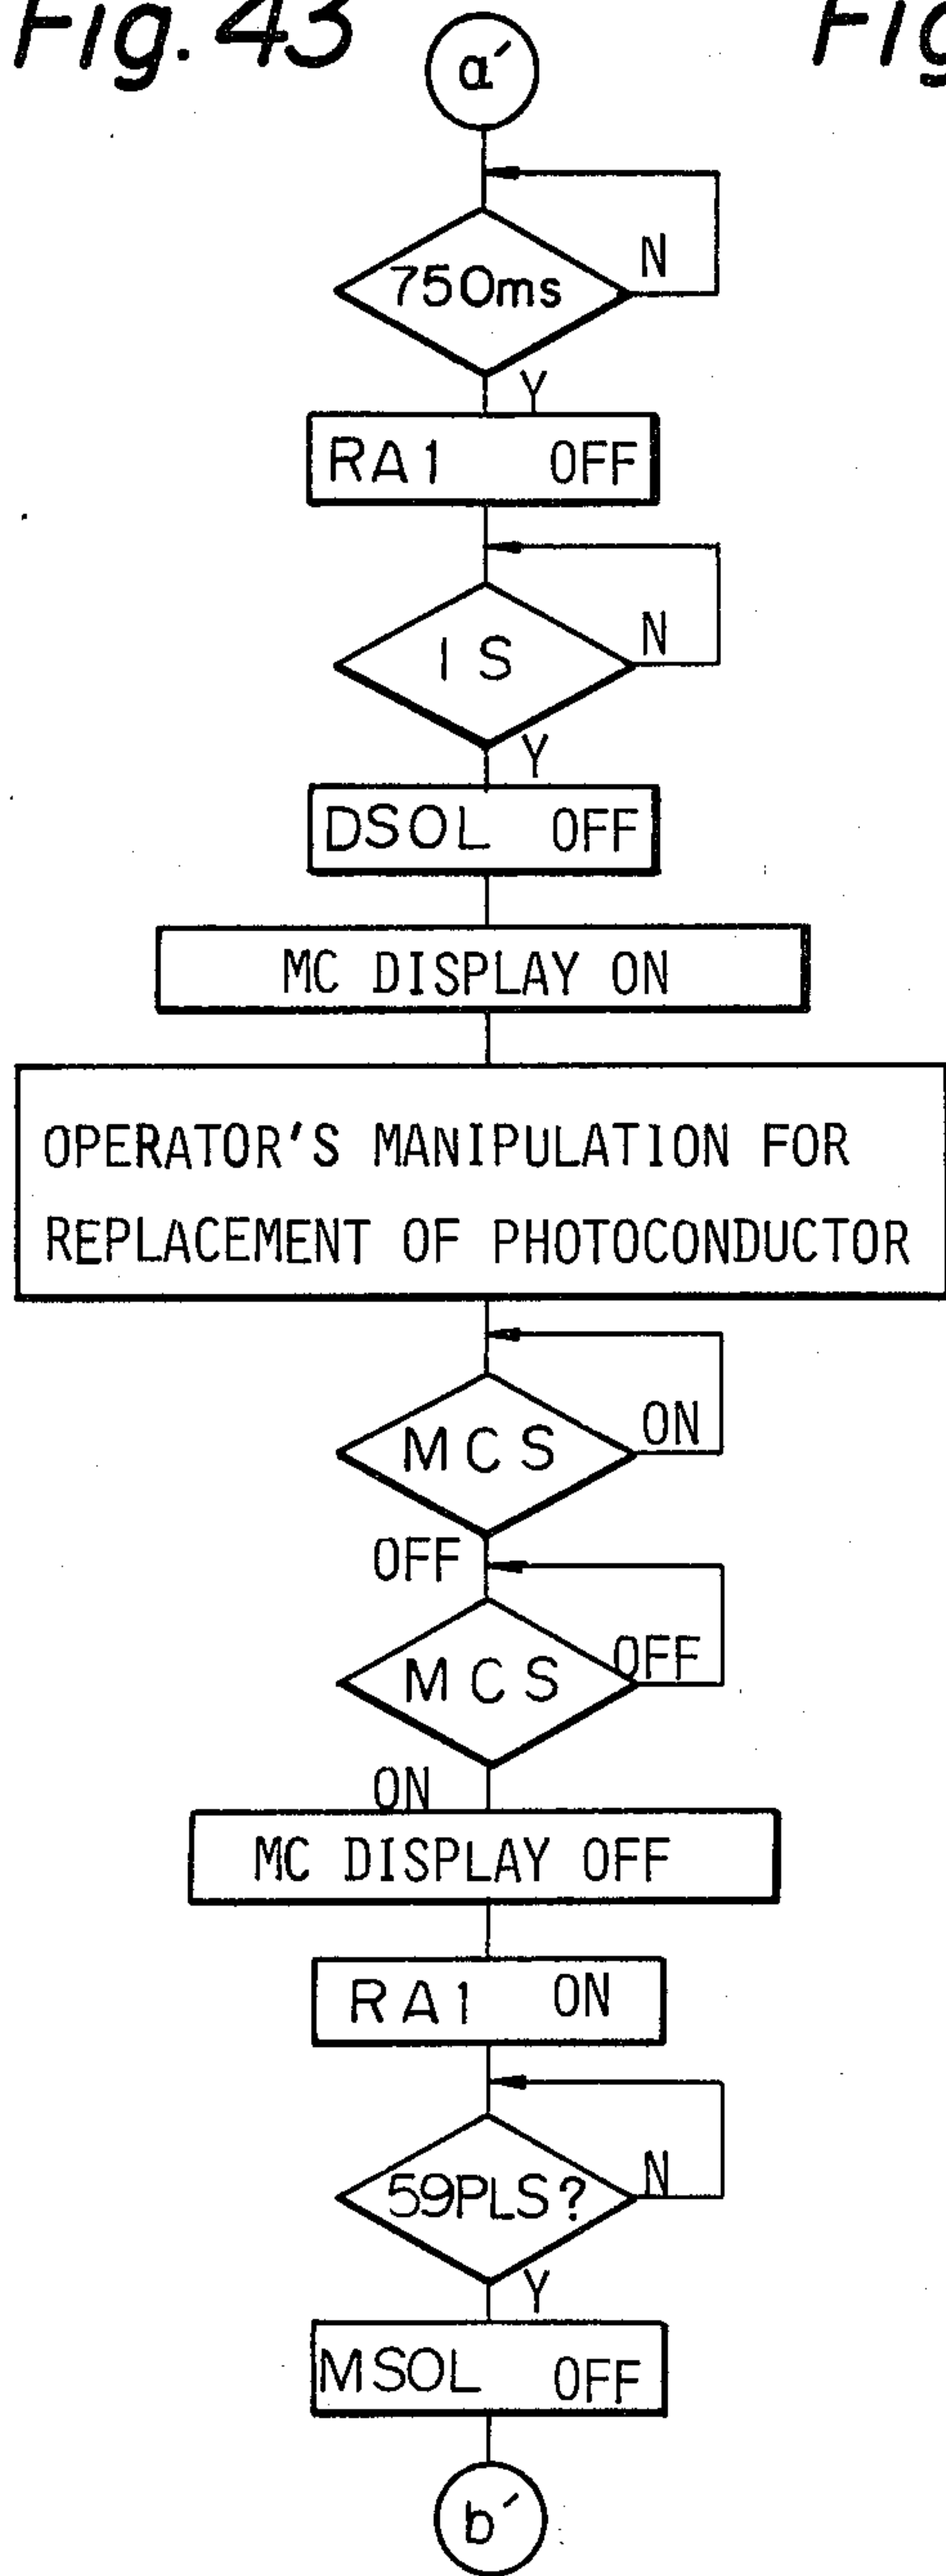 Fig. 43
Fig
a´
750ms
N
Y
RA1 OFF
IS
N
Y
DSOL OFF
MC DISPLAY ON
OPERATOR'S MANIPULATION FOR
REPLACEMENT OF PHOTOCONDUCTOR
MCS
ON
OFF
MCS
OFF
ON
MC DISPLAY OFF
RA1 ON
59PLS?
N
Y
MSOL OFF
b´